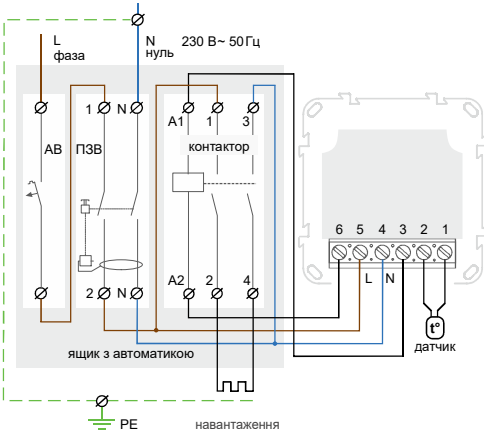 L
фаза
N
нуль
230 В~ 50 Гц
АВ
1
N
ПЗВ
A1
1
3
контактор
A2
2
4
2
N
6
5
4
3
2
1
L
N
t°
датчик
ящик з автоматикою
PE
навантаження